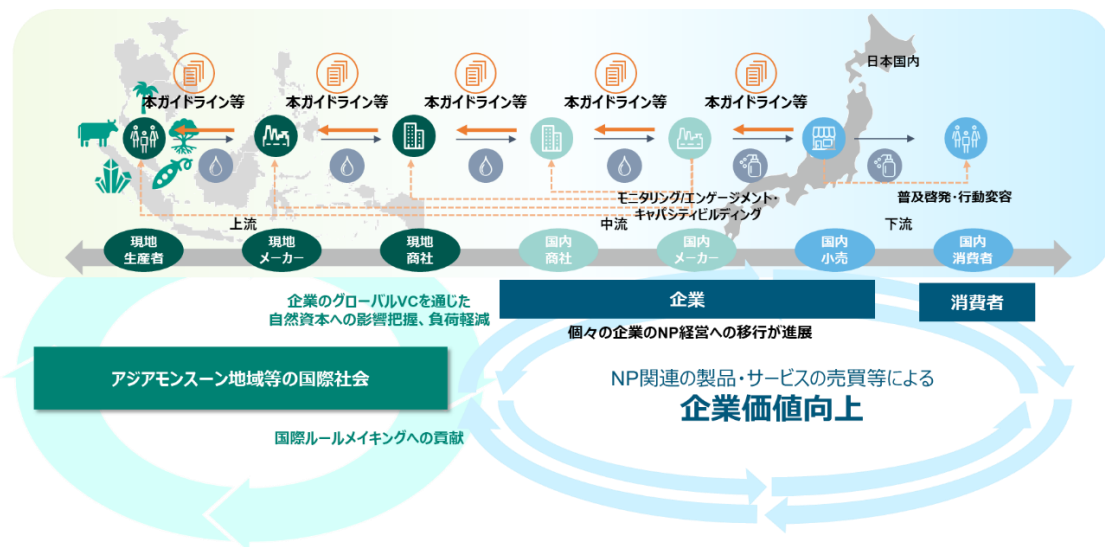 日本国内
本ガイドライン等
本ガイドライン等
本ガイドライン等
本ガイドライン等
本ガイドライン等
モニタリング/エンゲージメント・
キャパシティビルディング
普及啓発・行動変容
上流
中流
下流
現地
生産者
現地
メーカー
現地
商社
国内
商社
国内
メーカー
国内
小売
国内
消費者
企業のグローバルVCを通じた
自然資本への影響把握、負荷軽減
企業
消費者
個々の企業のNP経営への移行が進展
アジアモンスーン地域等の国際社会
NP関連の製品・サービスの売買等による
企業価値向上
国際ルールメイキングへの貢献